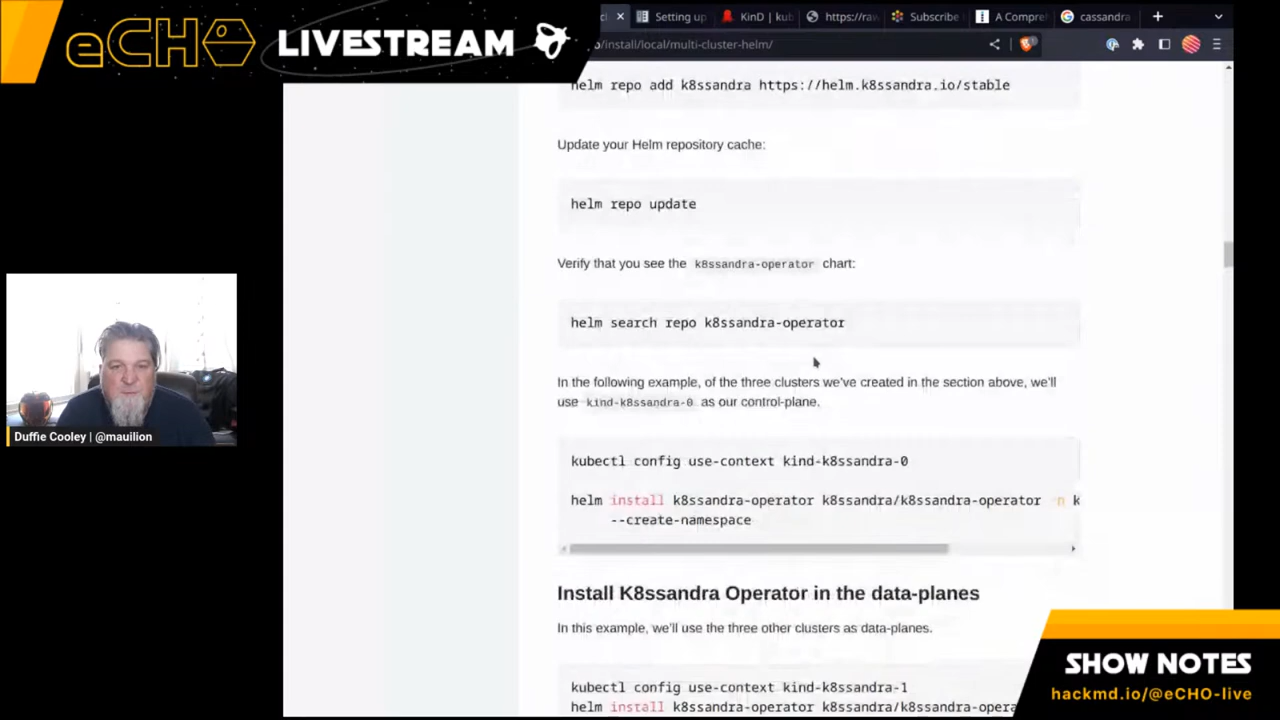 eCHO LIVESTREAM
Setting up
KinD | kub
https://rav
Subscribe
A Compre
cassandra
/install/local/multi-cluster-helm/
helm repo add k8ssandra https://helm.k8ssandra.io/stable
Update your Helm repository cache:
helm repo update
Verify that you see the k8ssandra-operator chart:
helm search repo k8ssandra-operator
In the following example, of the three clusters we've created in the section above, we'll
use kind-k8ssandra-0 as our control-plane.
kubectl config use-context kind-k8ssandra-0
helm install k8ssandra-operator k8ssandra/k8ssandra-operator -n k
--create-namespace
Install K8ssandra Operator in the data-planes
In this example, we'll use the three other clusters as data-planes.
kubectl config use-context kind-k8ssandra-1
helm install k8ssandra-operator k8ssandra/k8ssandra-opera
Duffie Cooley | @mauilion
SHOW NOTES
hackmd.io/@eCHO-live